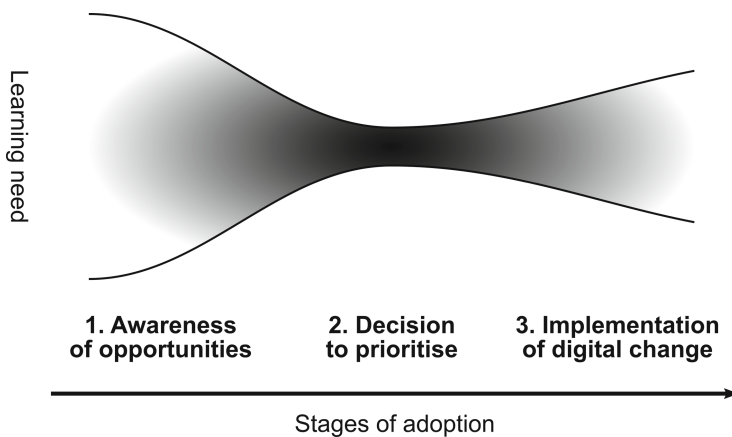 Learning need
1. Awareness
of opportunities
2. Decision
to prioritise
3. Implementation
of digital change
Stages of adoption